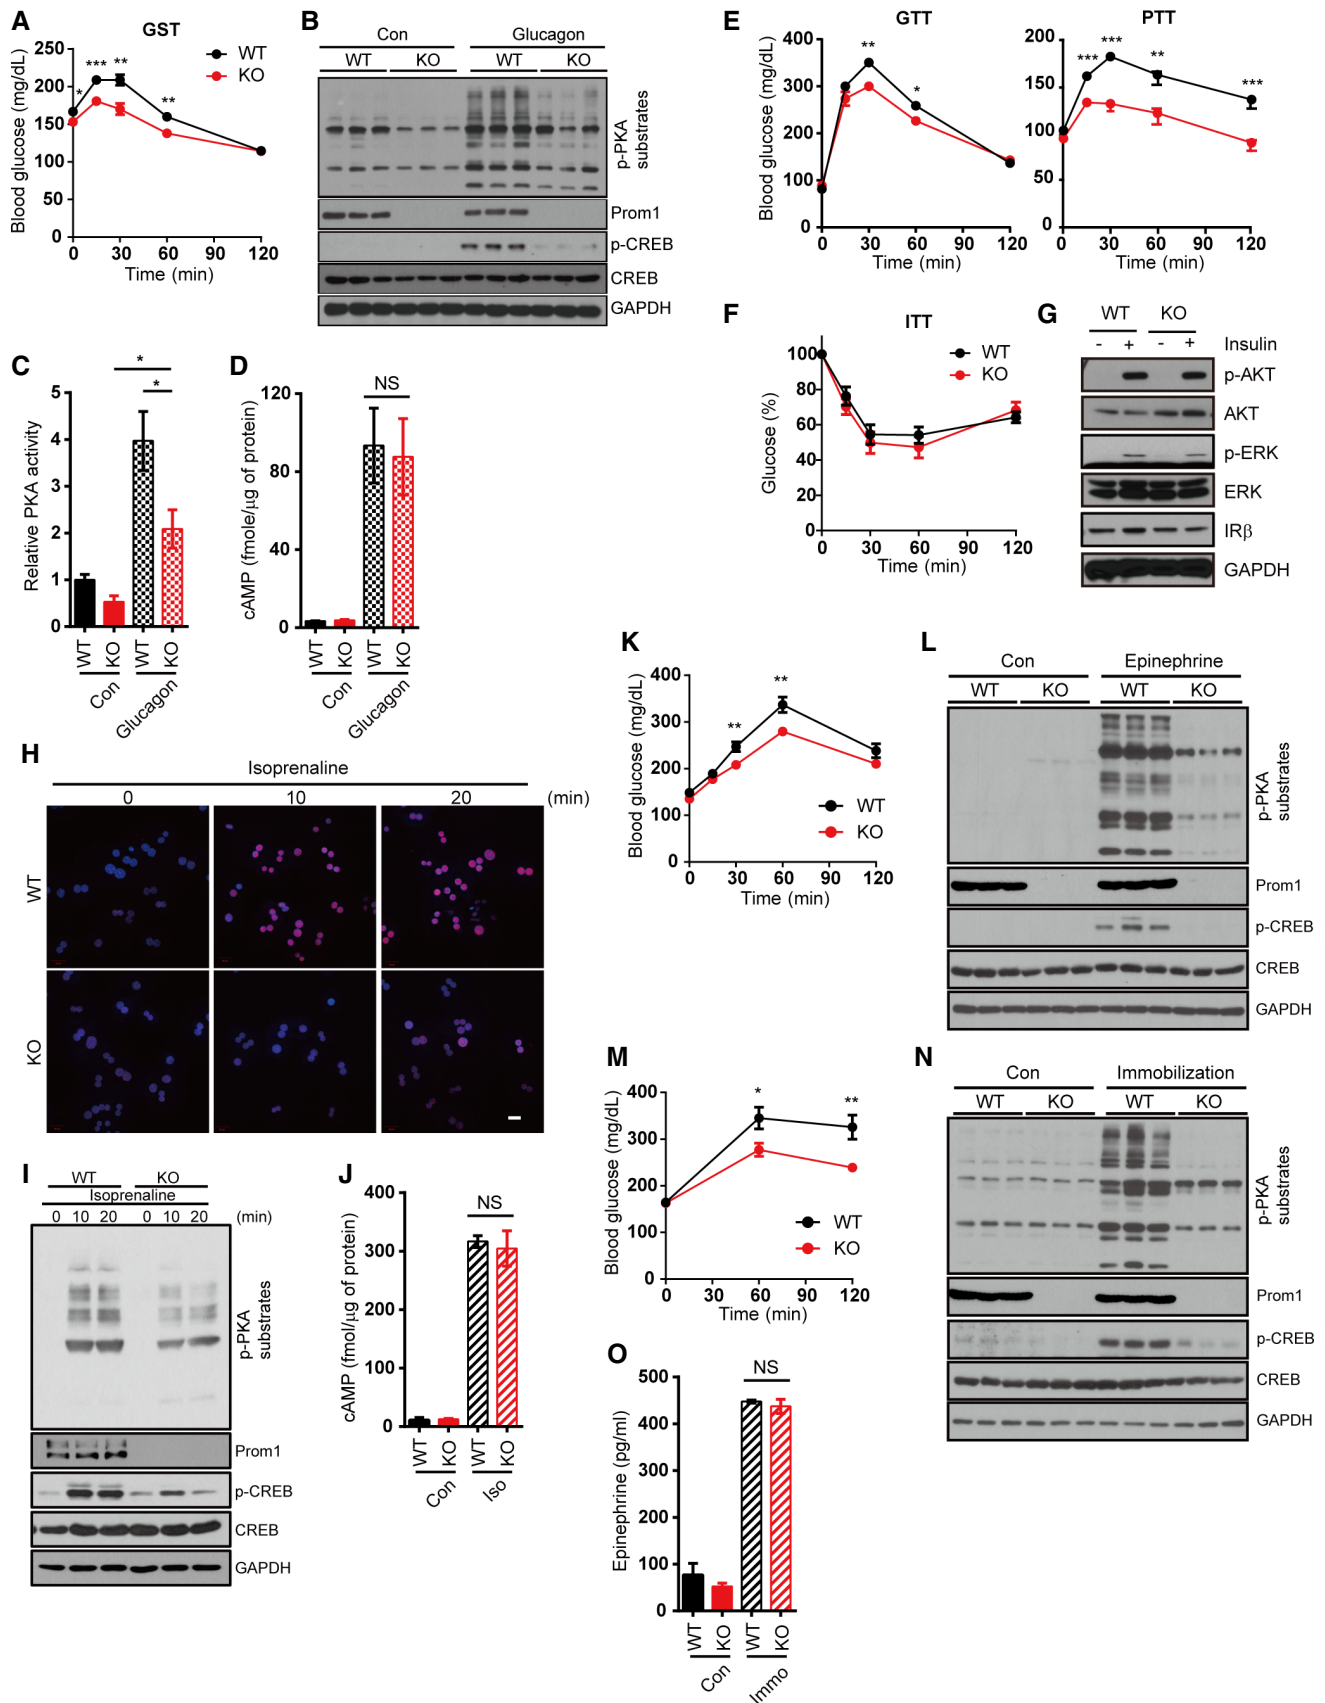 A
GST
Blood glucose (mg/dL)
250
200
150
100
50
0
* *** ** **
WT
KO
0 30 60 120
Time (min)
B
Con Glucagon
WT KO WT KO
p-PKA
substrates
Prom1
p-CREB
CREB
GAPDH
C
Relative PKA activity
5
4
3
2
1
0
*
*
WT KO WT KO
Con Glucagon
D
cAMP (fmole/μg of protein)
120
80
40
0
NS
WT KO WT KO
Con Glucagon
E
GTT
Blood glucose (mg/dL)
400
300
200
100
0
** *
0 30 60 90 120
Time (min)
PTT
200
150
100
50
0
*** *** ** ***
0 30 60 90 120
Time (min)
F
ITT
Glucose (%)
100
80
60
40
20
0
WT
KO
0 30 60 90 120
Time (min)
G
WT KO
- + - + Insulin
p-AKT
AKT
p-ERK
ERK
IRβ
GAPDH
H
Isoprenaline
0 10 20 (min)
WT
KO
I
WT KO
Isoprenaline
0 10 20 0 10 20 (min)
p-PKA
substrates
Prom1
p-CREB
CREB
GAPDH
J
cAMP (fmol/μg of protein)
400
300
200
100
0
NS
WT KO WT KO
Con Iso
K
Blood glucose (mg/dL)
400
300
200
100
0
** **
WT
KO
0 30 60 90 120
Time (min)
L
Con Epinephrine
WT KO WT KO
p-PKA
substrates
Prom1
p-CREB
CREB
GAPDH
M
Blood glucose (mg/dL)
400
300
200
100
0
* **
WT
KO
0 30 60 90 120
Time (min)
N
Con Immobilization
WT KO WT KO
p-PKA
substrates
Prom1
p-CREB
CREB
GAPDH
O
Epinephrine (pg/ml)
500
400
300
200
100
0
NS
WT KO WT KO
Con Immo